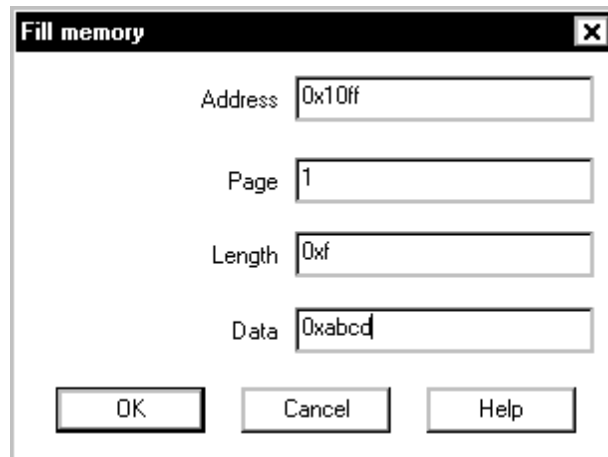 Fill memory
Address 0x10ff
Page 1
Length 0xf
Data 0xabcd
OK Cancel Help